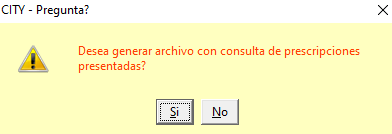 CITY - Pregunta?
Desea generar archivo con consulta de prescripciones
presentadas?
Si No